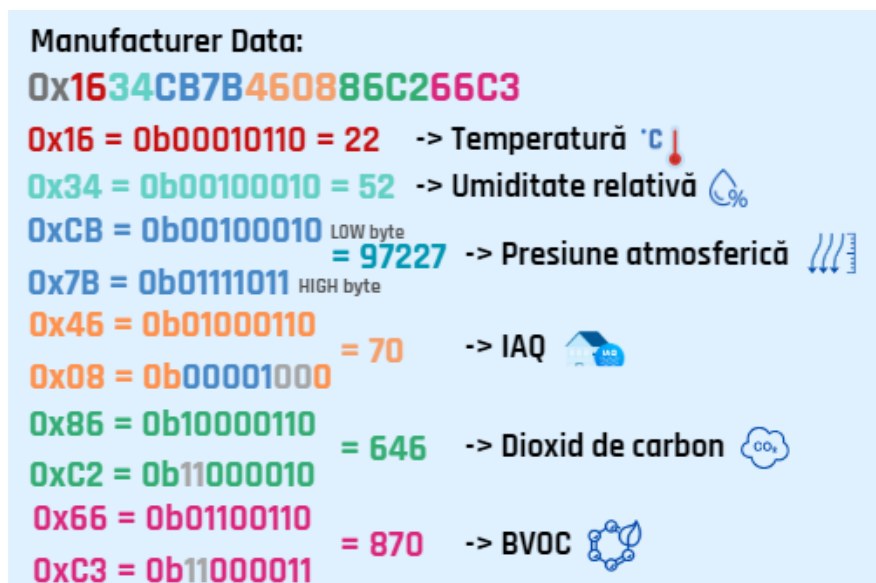 Manufacturer Data:
0x1634CB7B460886C266C3
0x16 = 0b00010110 = 22 -> Temperatură °C
0x34 = 0b00100010 = 52 -> Umiditate relativă %
0xCB = 0b00100010 LOW byte
= 97227 -> Presiune atmosferică
0x7B = 0b01111011 HIGH byte
0x46 = 0b01000110
= 70 -> IAQ IAQ
0x08 = 0b00001000
0x86 = 0b10000110
= 646 -> Dioxid de carbon CO₂
0xC2 = 0b11000010
0x66 = 0b01100110
= 870 -> BVOC
0xC3 = 0b11000011